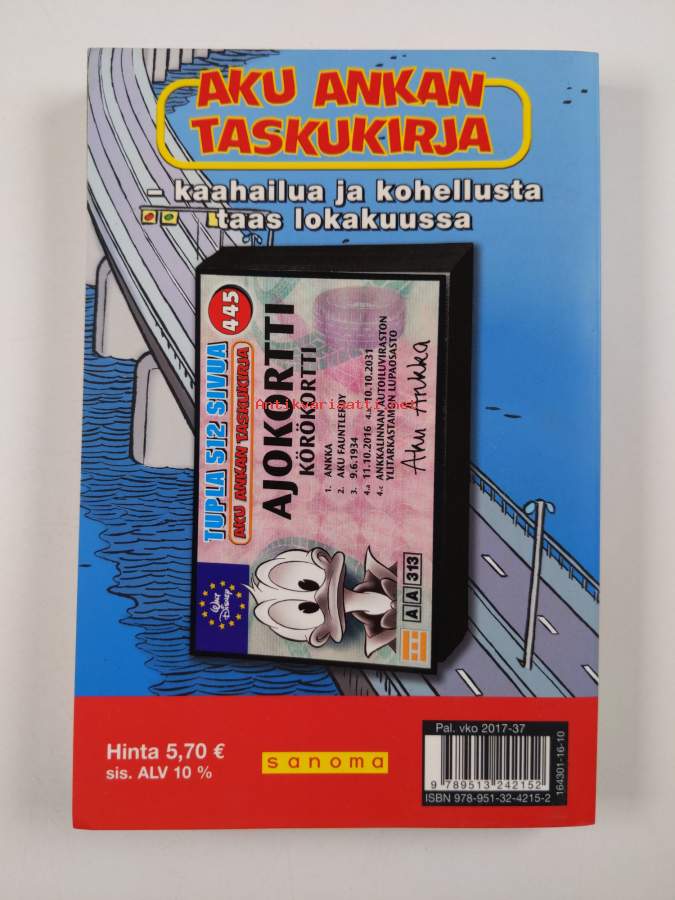 AKU ANKAN
TASKUKIRJA
– kaahailua ja kohellusta
taas lokakuussa
TUPLA 512 SIVUA
AKU ANKAN TASKUKIRJA
445
AJOKORTTI
KÖRÖKORTTI
1. ANKKA
2. AKU FAUNTLEROY
3. 9.6.1934
4.a 11.10.2016 4.b 10.10.2031
4.c ANKKALINNAN AUTOILUVIRASTON
YLITARKASTAMON LUPAOSASTO
Aku Ankka
Walt
Disney
A A 313
Antikvarisatti.net
Hinta 5,70 €
sis. ALV 10 %
sanoma
Pal. vko 2017-37
9 789513 242152
ISBN 978-951-32-4215-2
164301-16-10